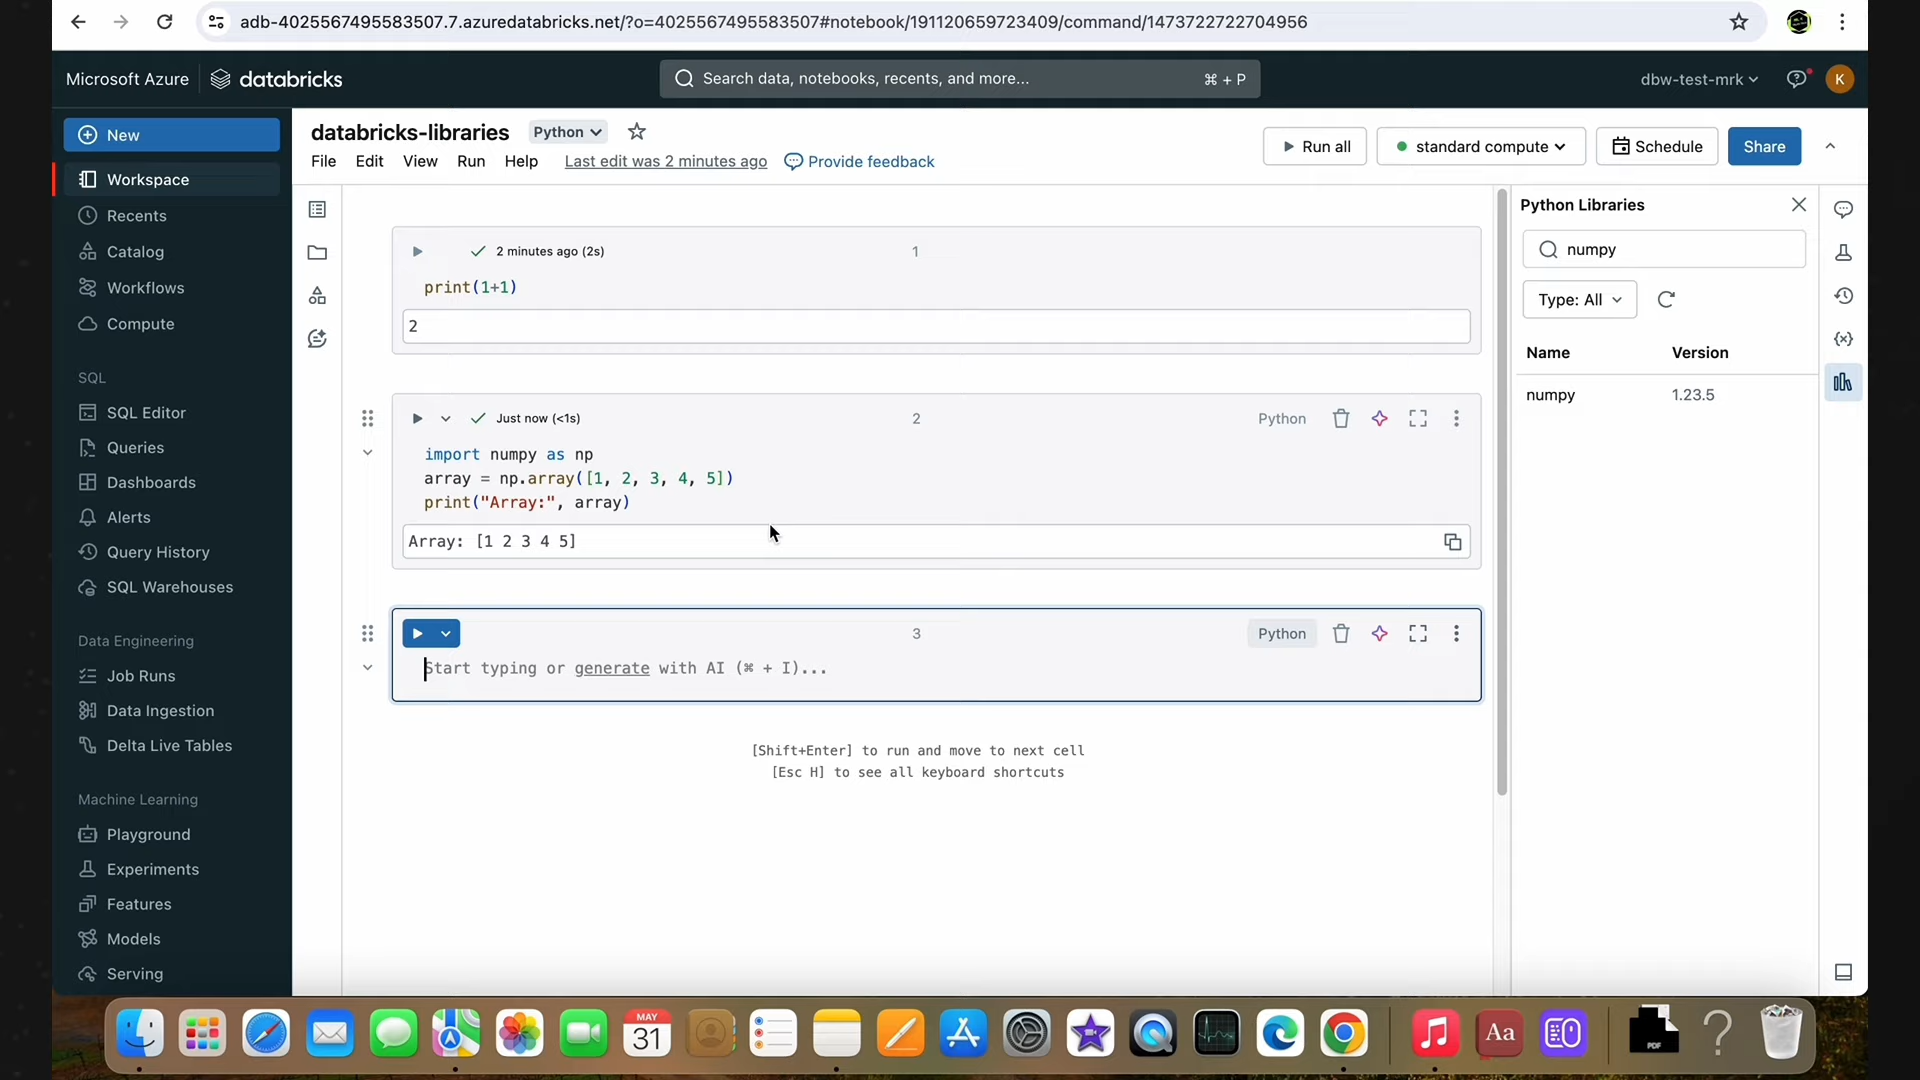 adb-4025567495583507.7.azuredatabricks.net/?o=4025567495583507#notebook/191120659723409/command/1473722722704956
Microsoft Azure databricks
Search data, notebooks, recents, and more... ⌘ + P
dbw-test-mrk
K
New
Workspace
Recents
Catalog
Workflows
Compute
SQL
SQL Editor
Queries
Dashboards
Alerts
Query History
SQL Warehouses
Data Engineering
Job Runs
Data Ingestion
Delta Live Tables
Machine Learning
Playground
Experiments
Features
Models
Serving
databricks-libraries Python
File Edit View Run Help Last edit was 2 minutes ago Provide feedback
Run all standard compute Schedule Share
2 minutes ago (2s) 1
print(1+1)
2
Just now (<1s) 2 Python
import numpy as np
array = np.array([1, 2, 3, 4, 5])
print("Array:", array)
Array: [1 2 3 4 5]
3 Python
Start typing or generate with AI (⌘ + I)...
[Shift+Enter] to run and move to next cell
[Esc H] to see all keyboard shortcuts
Python Libraries
numpy
Type: All
Name Version
numpy 1.23.5
MAY
31
Aa
PDF